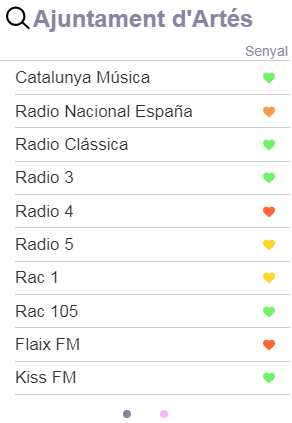 Ajuntament d'Artés
Senyal
Catalunya Música
Radio Nacional España
Radio Clássica
Radio 3
Radio 4
Radio 5
Rac 1
Rac 105
Flaix FM
Kiss FM